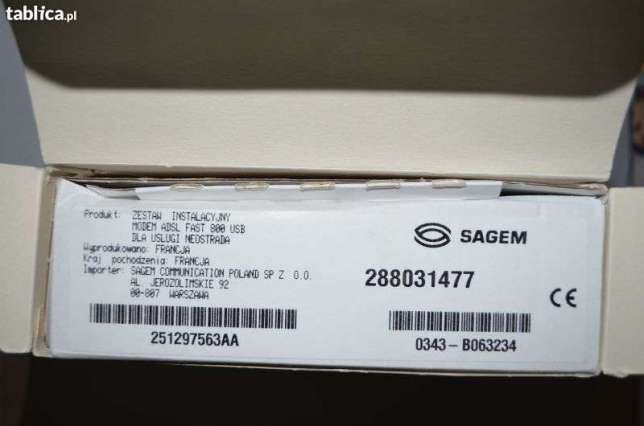 tablica.pl
Produkt: ZESTAW INSTALACYJNY
MODEM ADSL FAST 800 USB
DLA USLUGI NEOSTRADA
Wyprodukowano: FRANCJA
Kraj pochodzenia: FRANCJA
Importer: SAGEM COMMUNICATION POLAND SP Z O.O.
AL JEROZOLIMSKIE 92
00-807 WARSZAWA
SAGEM
288031477
CE
251297563AA
0343-B063234